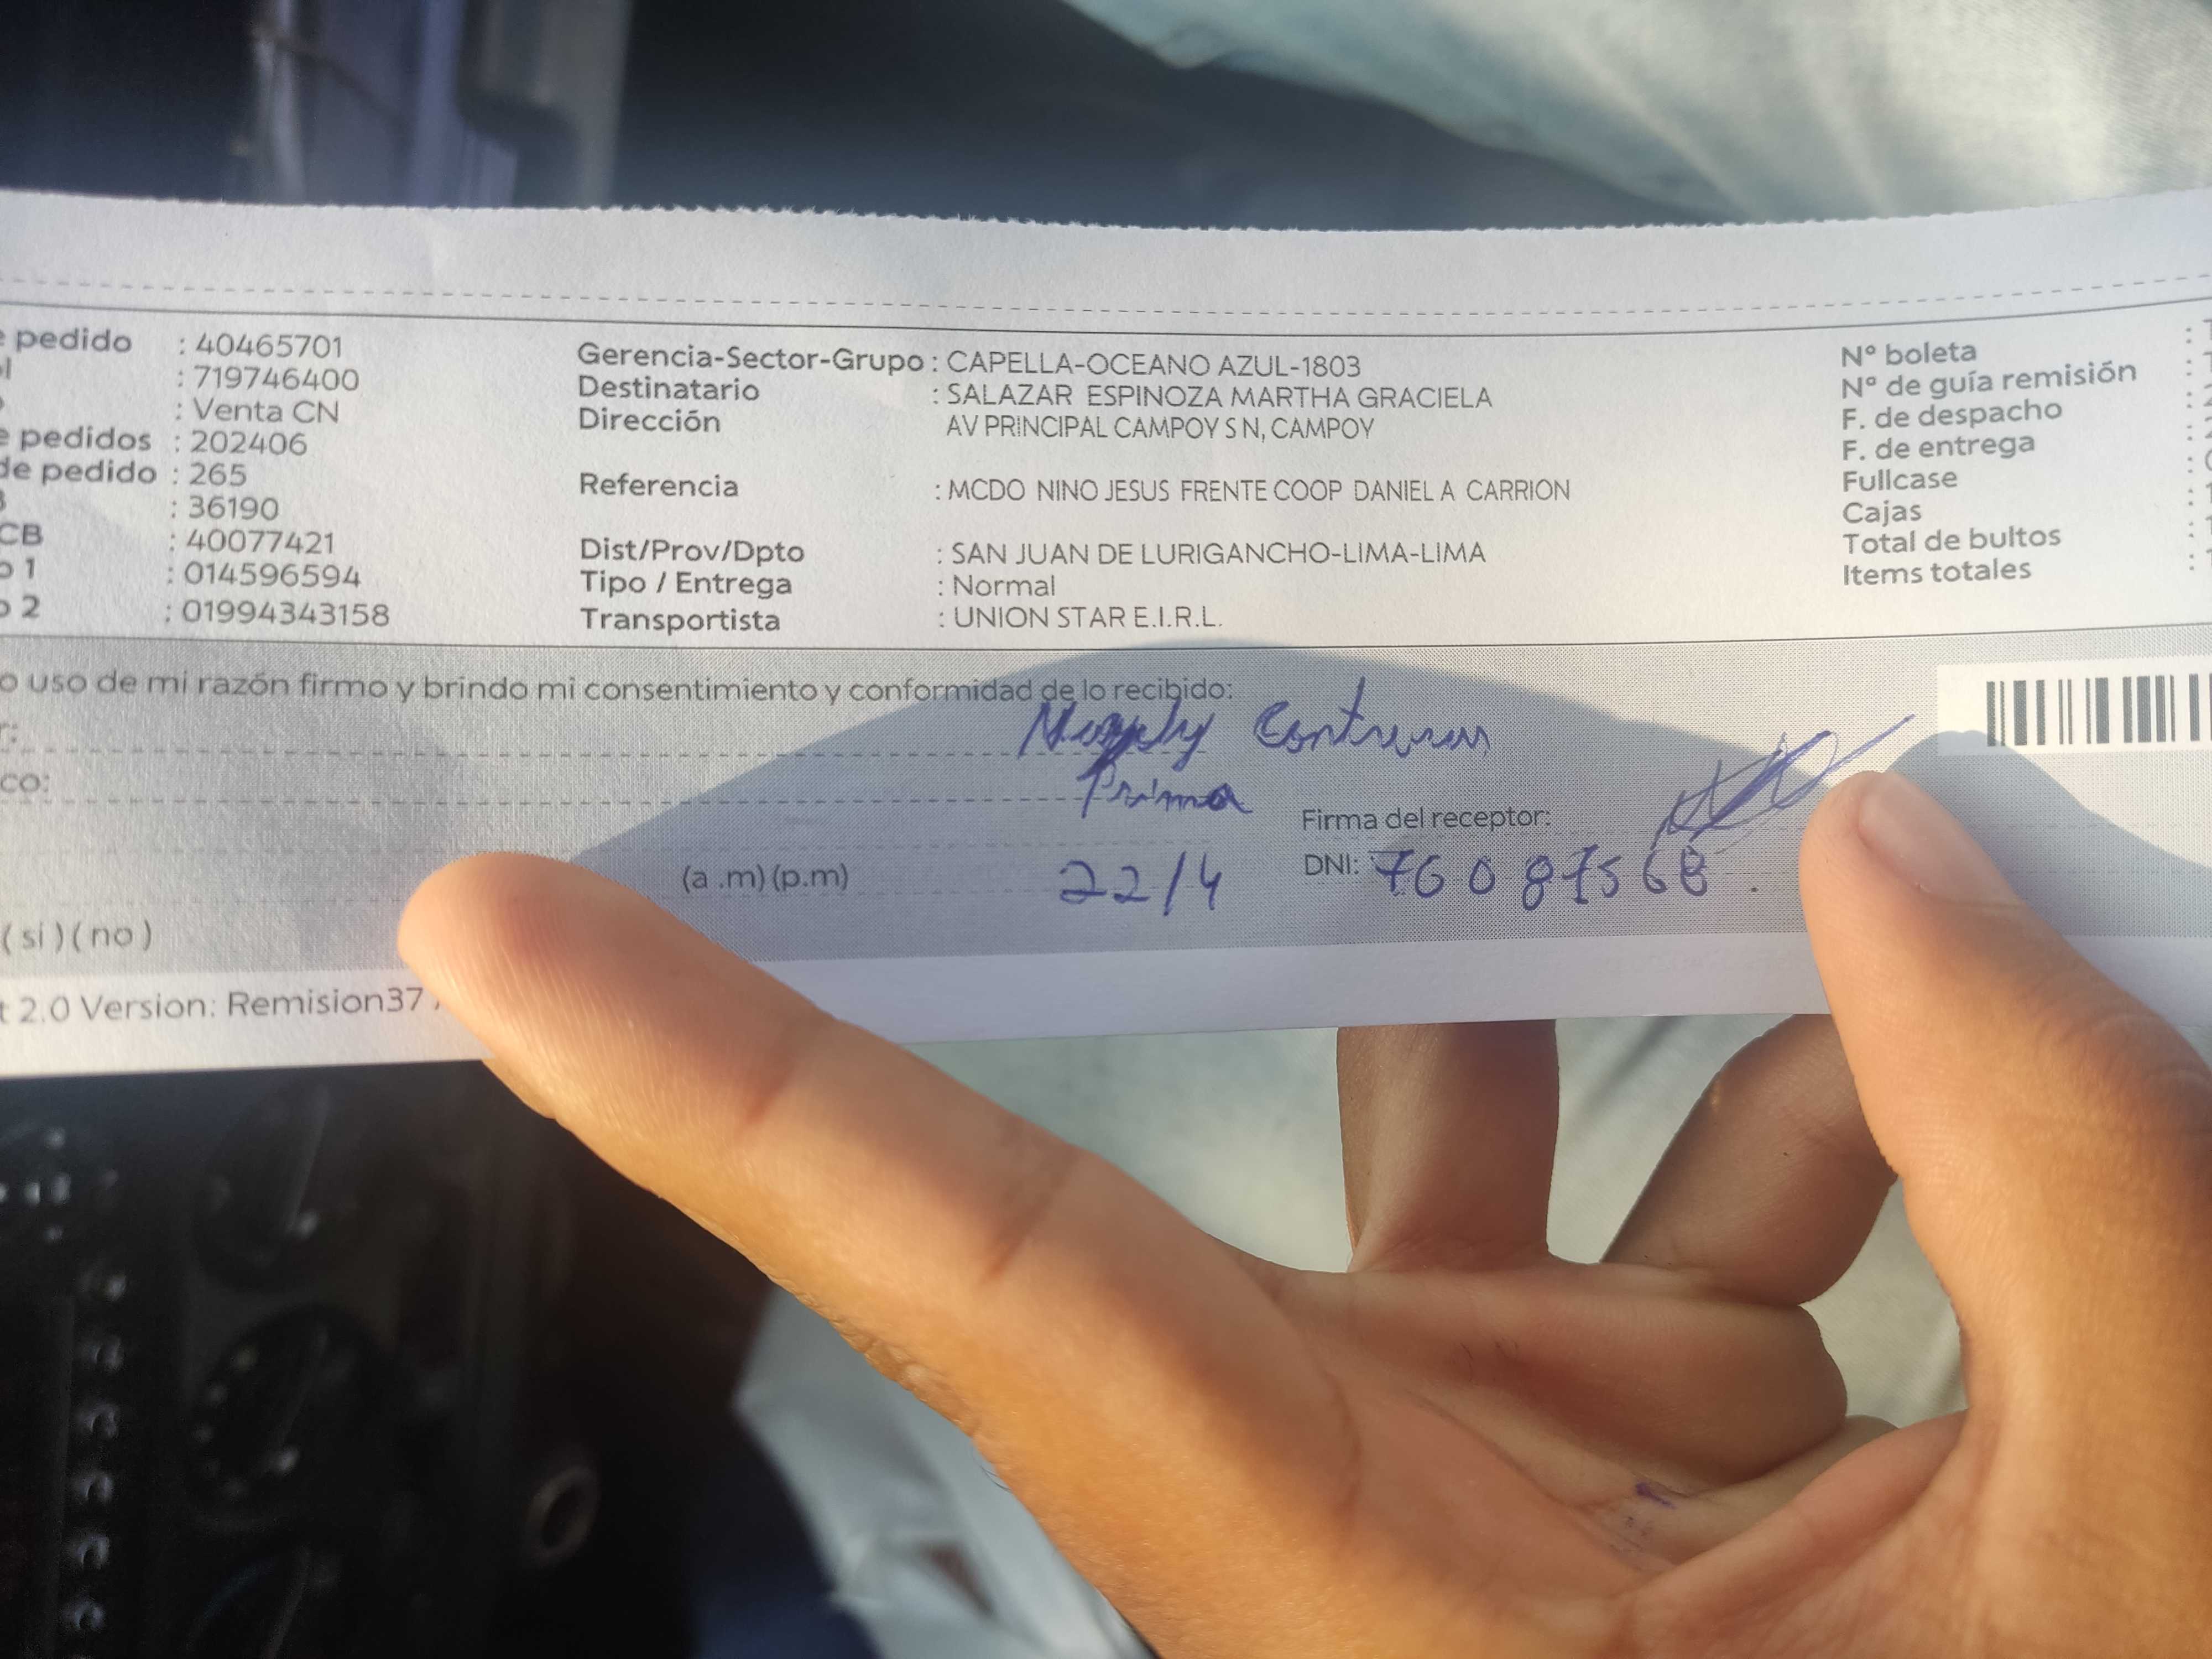 e pedido : 40465701
l : 719746400
o : Venta CN
e pedidos : 202406
de pedido : 265
: 36190
CB : 40077421
o 1 : 014596594
o 2 : 01994343158
Gerencia-Sector-Grupo : CAPELLA-OCEANO AZUL-1803
Destinatario : SALAZAR ESPINOZA MARTHA GRACIELA
Dirección AV PRINCIPAL CAMPOY S N, CAMPOY
Referencia : MCDO NINO JESUS FRENTE COOP DANIEL A CARRION
Dist/Prov/Dpto : SAN JUAN DE LURIGANCHO-LIMA-LIMA
Tipo / Entrega : Normal
Transportista : UNION STAR E.I.R.L.
Nº boleta :
Nº de guía remisión :
F. de despacho :
F. de entrega :
Fullcase :
Cajas :
Total de bultos :
Items totales :
o uso de mi razón firmo y brindo mi consentimiento y conformidad de lo recibido:
r:
co:
Prima
Firma del receptor:
(a .m) (p.m) 22/4 DNI: 76087568
( si ) ( no )
t 2.0 Version: Remision37